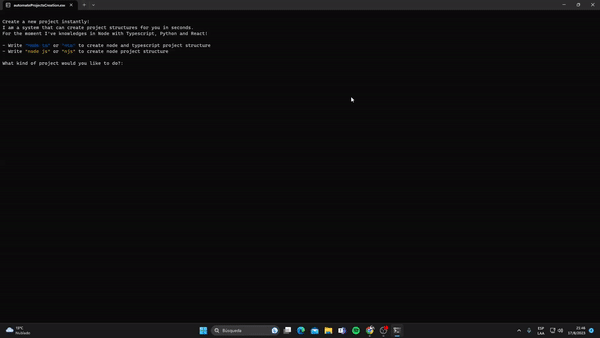 automateProjectsCreation.exe
Create a new project instantly!
I am a system that can create project structures for you in seconds.
For the moment I've knowledges in Node with Typescript, Python and React!
- Write "node ts" or "nts" to create node and typescript project structure
- Write "node js" or "njs" to create node project structure
What kind of project would you like to do?:
19°C
Nublado
Búsqueda
ESP
LAA
21:46
17/8/2023